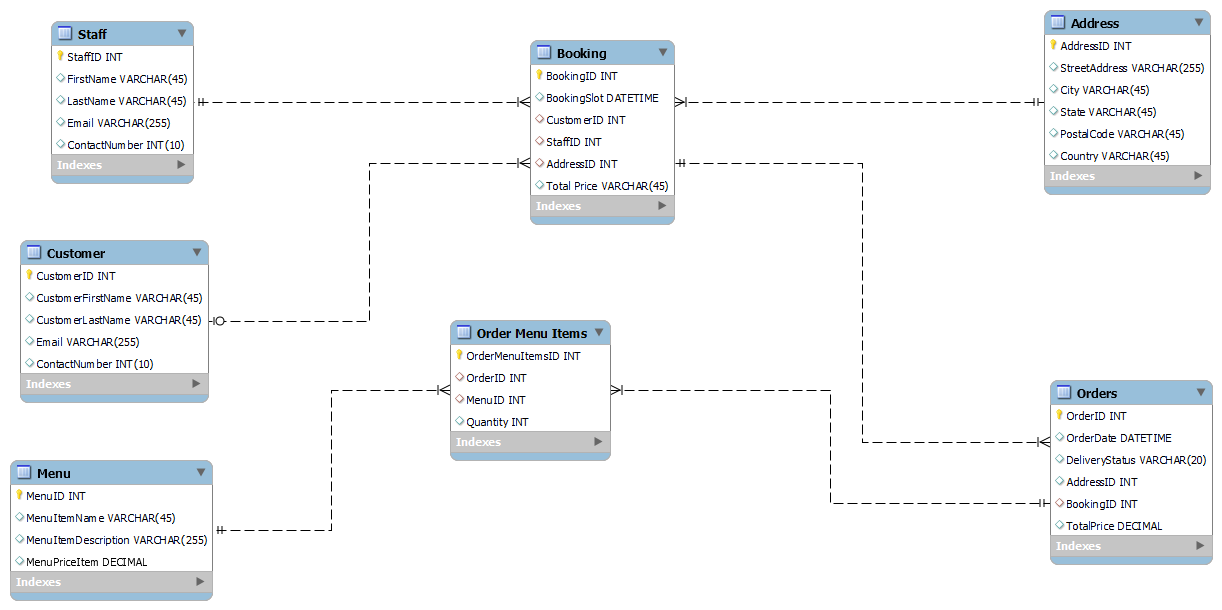 Staff
StaffID INT
FirstName VARCHAR(45)
LastName VARCHAR(45)
Email VARCHAR(255)
ContactNumber INT(10)
Indexes
Booking
BookingID INT
BookingSlot DATETIME
CustomerID INT
StaffID INT
AddressID INT
Total Price VARCHAR(45)
Indexes
Address
AddressID INT
StreetAddress VARCHAR(255)
City VARCHAR(45)
State VARCHAR(45)
PostalCode VARCHAR(45)
Country VARCHAR(45)
Indexes
Customer
CustomerID INT
CustomerFirstName VARCHAR(45)
CustomerLastName VARCHAR(45)
Email VARCHAR(255)
ContactNumber INT(10)
Indexes
Order Menu Items
OrderMenuItemsID INT
OrderID INT
MenuID INT
Quantity INT
Indexes
Orders
OrderID INT
OrderDate DATETIME
DeliveryStatus VARCHAR(20)
AddressID INT
BookingID INT
TotalPrice DECIMAL
Indexes
Menu
MenuID INT
MenuItemName VARCHAR(45)
MenuItemDescription VARCHAR(255)
MenuPriceItem DECIMAL
Indexes